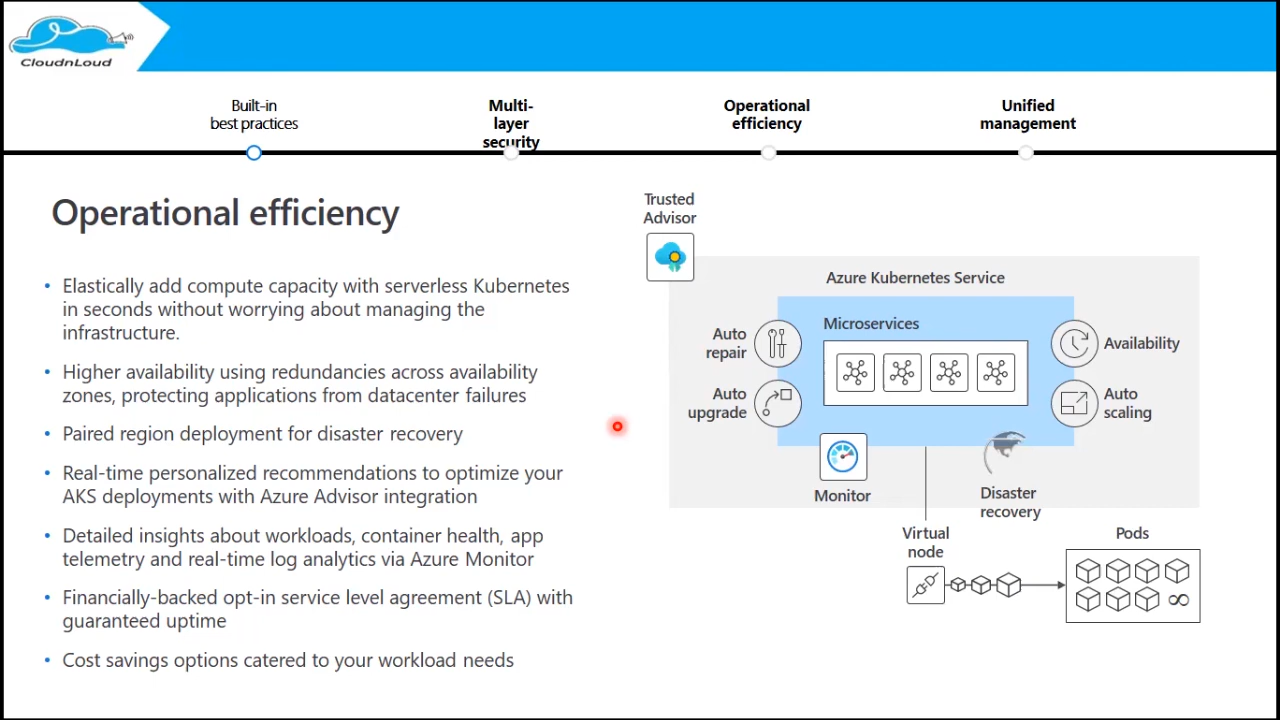 CloudnLoud
Built-in
best practices
Multi-
layer
security
Operational
efficiency
Unified
management
Operational efficiency
• Elastically add compute capacity with serverless Kubernetes
in seconds without worrying about managing the
infrastructure.
• Higher availability using redundancies across availability
zones, protecting applications from datacenter failures
• Paired region deployment for disaster recovery
• Real-time personalized recommendations to optimize your
AKS deployments with Azure Advisor integration
• Detailed insights about workloads, container health, app
telemetry and real-time log analytics via Azure Monitor
• Financially-backed opt-in service level agreement (SLA) with
guaranteed uptime
• Cost savings options catered to your workload needs
Trusted
Advisor
Azure Kubernetes Service
Microservices
Auto
repair
Auto
upgrade
Availability
Auto
scaling
Monitor
Disaster
recovery
Virtual
node
Pods
∞